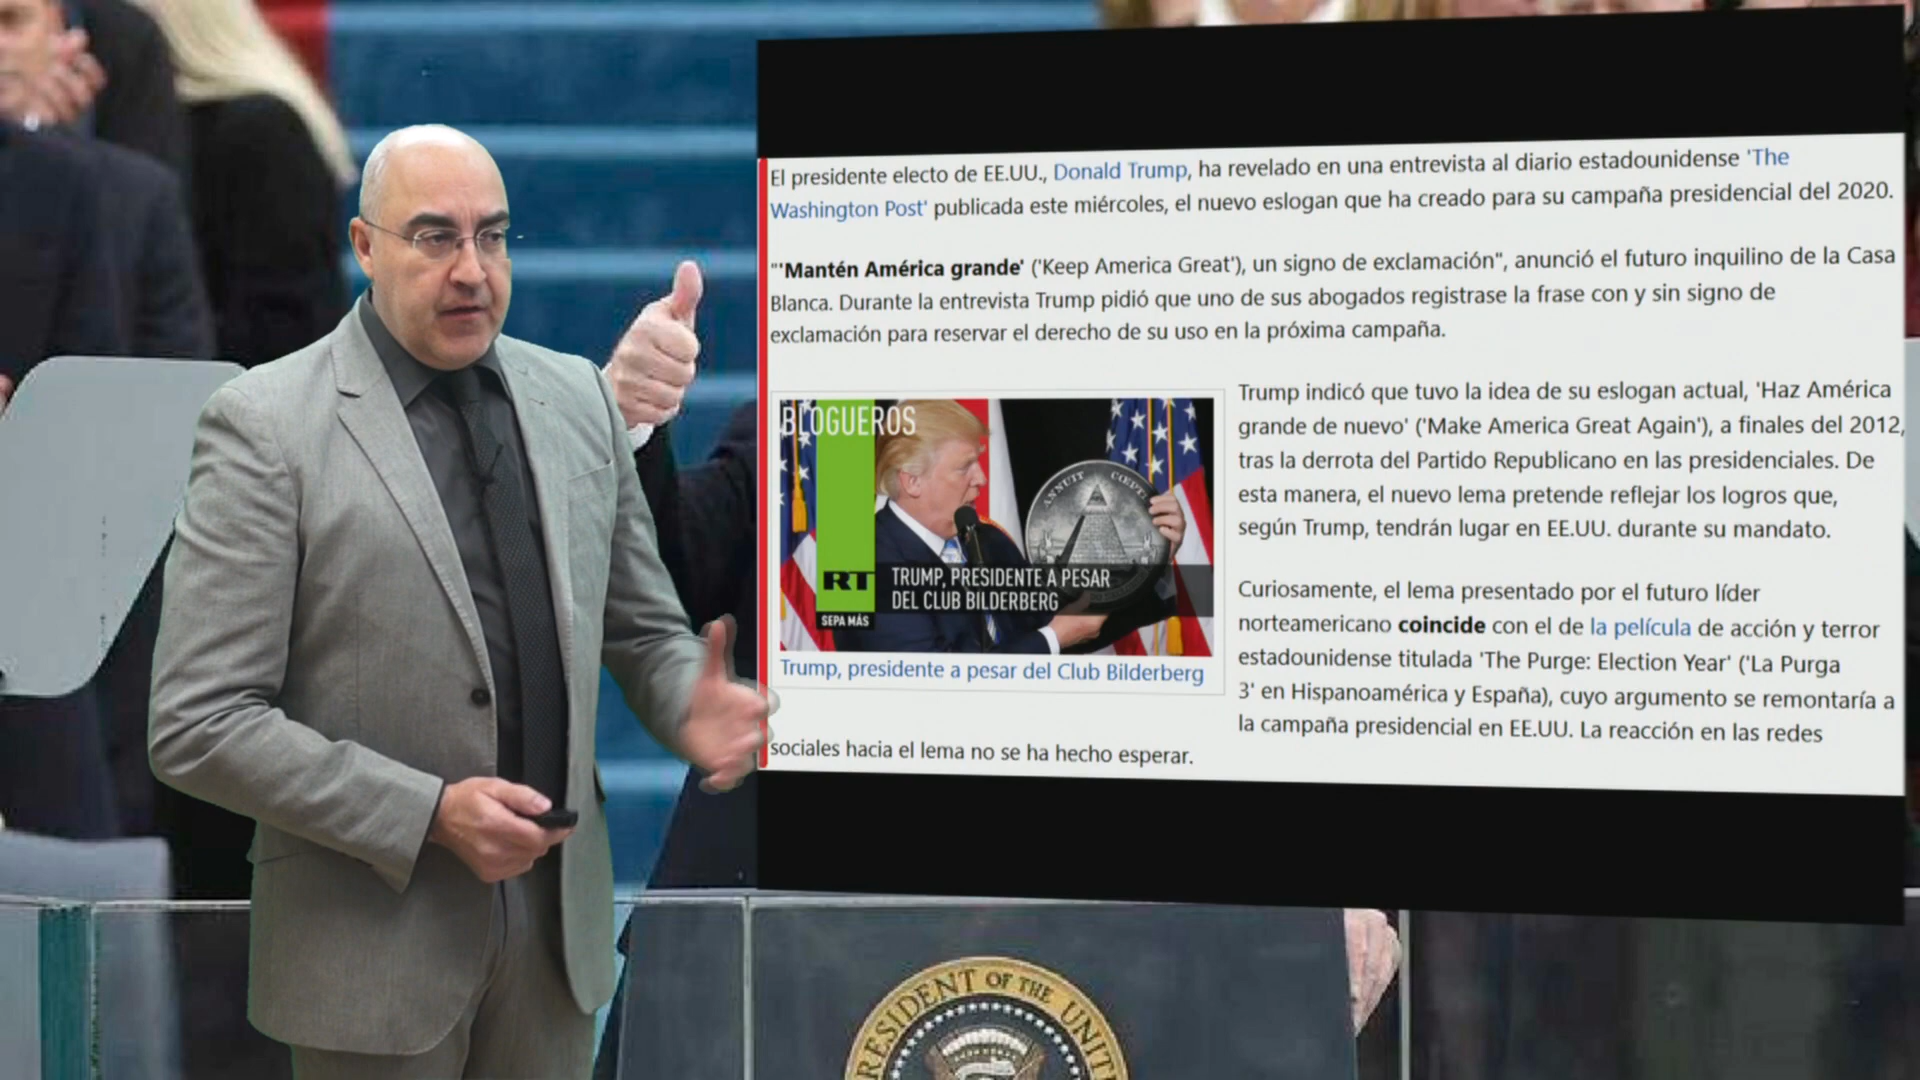 El presidente electo de EE.UU., Donald Trump, ha revelado en una entrevista al diario estadounidense 'The
Washington Post' publicada este miércoles, el nuevo eslogan que ha creado para su campaña presidencial del 2020.
"'Mantén América grande' ('Keep America Great'), un signo de exclamación", anunció el futuro inquilino de la Casa
Blanca. Durante la entrevista Trump pidió que uno de sus abogados registrase la frase con y sin signo de
exclamación para reservar el derecho de su uso en la próxima campaña.
BLOGUEROS
ANNUIT CŒPTIS
RT
TRUMP, PRESIDENTE A PESAR
DEL CLUB BILDERBERG
SEPA MÁS
Trump, presidente a pesar del Club Bilderberg
Trump indicó que tuvo la idea de su eslogan actual, 'Haz América
grande de nuevo' ('Make America Great Again'), a finales del 2012,
tras la derrota del Partido Republicano en las presidenciales. De
esta manera, el nuevo lema pretende reflejar los logros que,
según Trump, tendrán lugar en EE.UU. durante su mandato.
Curiosamente, el lema presentado por el futuro líder
norteamericano coincide con el de la película de acción y terror
estadounidense titulada 'The Purge: Election Year' ('La Purga
3' en Hispanoamérica y España), cuyo argumento se remontaría a
la campaña presidencial en EE.UU. La reacción en las redes
sociales hacia el lema no se ha hecho esperar.
RESIDENT OF THE UNIT